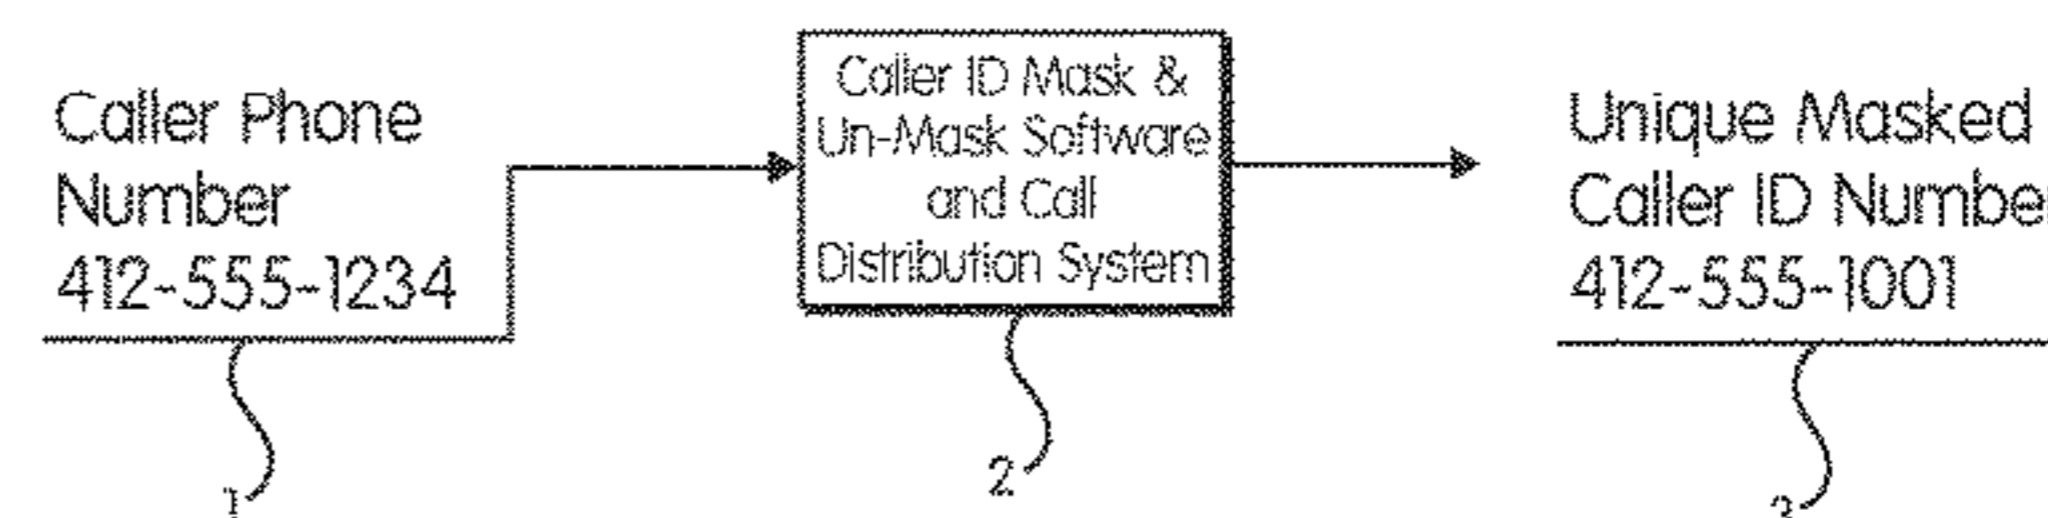 Caller Phone
Number
412-555-1234
Caller ID Mask &
Un-Mask Software
and Call
Distribution System
Unique Masked
Caller ID Number
412-555-1001
1
2
3